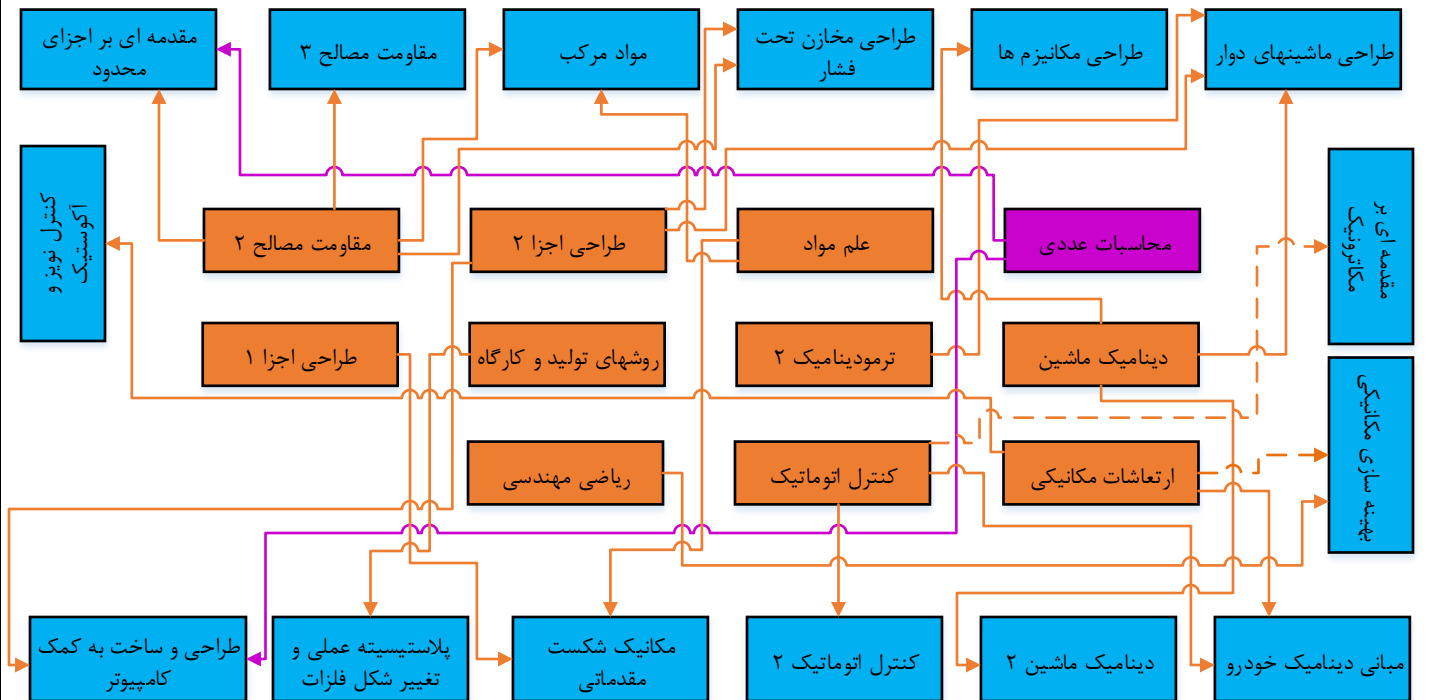 طراحی ماشینهای دوار
طراحی مکانیزم ها
طراحی مخازن تحت
فشار
مواد مرکب
مقاومت مصالح ۳
مقدمه ای بر اجزای
محدود
مقدمه ای بر
مکاترونیک
محاسبات عددی
علم مواد
طراحی اجزا ۲
مقاومت مصالح ۲
کنترل نویز و
آکوستیک
دینامیک ماشین
ترمودینامیک ۲
روشهای تولید و کارگاه
طراحی اجزا ۱
بهینه سازی مکانیکی
ارتعاشات مکانیکی
کنترل اتوماتیک
ریاضی مهندسی
مبانی دینامیک خودرو
دینامیک ماشین ۲
کنترل اتوماتیک ۲
مکانیک شکست
مقدماتی
پلاستیسیته عملی و
تغییر شکل فلزات
طراحی و ساخت به کمک
کامپیوتر